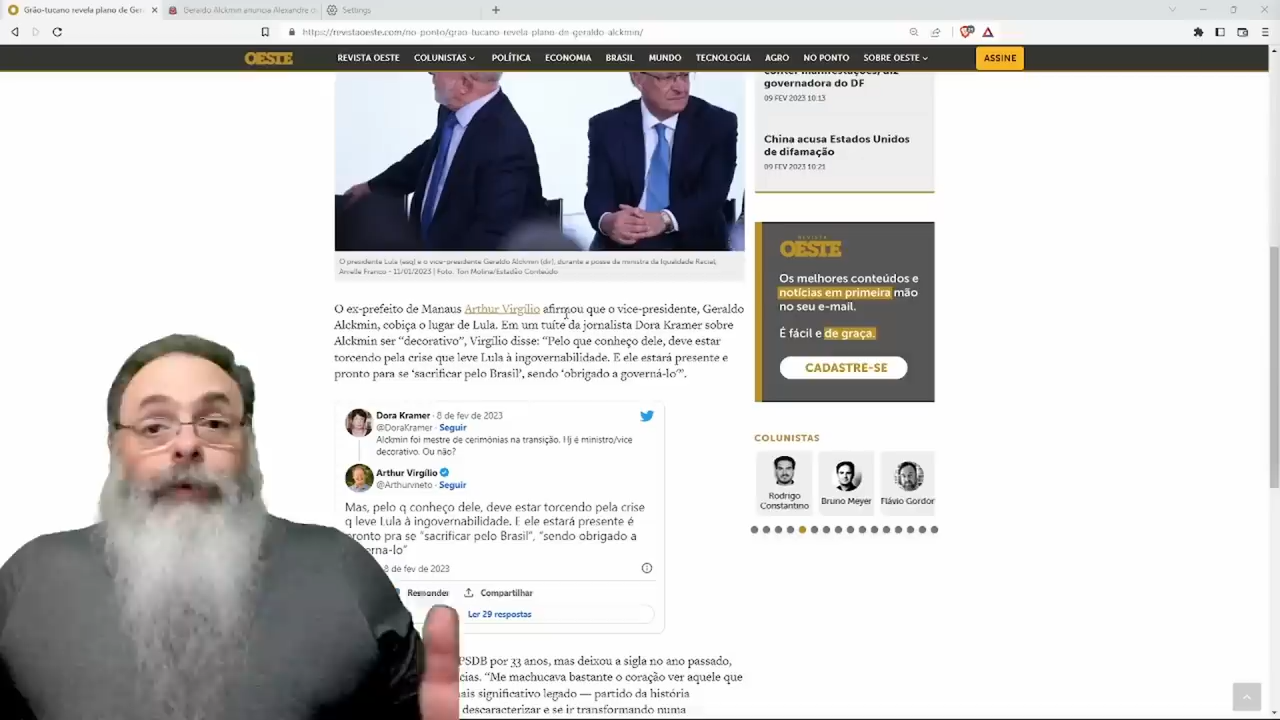 Grão-tucano revela plano de Ger
Geraldo Alckmin anuncia Alexandre
Settings
https://revistaoeste.com/no-ponto/grao-tucano-revela-plano-de-geraldo-alckmin/
OESTE
REVISTA OESTE
COLUNISTAS
POLÍTICA
ECONOMIA
BRASIL
MUNDO
TECNOLOGIA
AGRO
NO PONTO
SOBRE OESTE
ASSINE
conter manifestações, diz
governadora do DF
09 FEV 2023 10:13
China acusa Estados Unidos
de difamação
09 FEV 2023 10:21
O presidente Lula (esq) e o vice-presidente Geraldo Alckmin (dir), durante a posse da ministra da Igualdade Racial,
Anielle Franco - 11/01/2023 | Foto: Ton Molina/Estadão Conteúdo
O ex-prefeito de Manaus Arthur Virgílio afirmou que o vice-presidente, Geraldo
Alckmin, cobiça o lugar de Lula. Em um tuíte da jornalista Dora Kramer sobre
Alckmin ser “decorativo”, Virgílio disse: “Pelo que conheço dele, deve estar
torcendo pela crise que leve Lula à ingovernabilidade. E ele estará presente e
pronto para se ‘sacrificar pelo Brasil’, sendo ‘obrigado a governá-lo’”.
Dora Kramer · 8 de fev de 2023
@DoraKramer · Seguir
Alckmin foi mestre de cerimônias na transição. Hj é ministro/vice
decorativo. Ou não?
Arthur Virgílio
@Arthurvneto · Seguir
Mas, pelo q conheço dele, deve estar torcendo pela crise
q leve Lula à ingovernabilidade. E ele estará presente é
pronto pra se “sacrificar pelo Brasil”, “sendo obrigado a
erna-lo”
8 de fev de 2023
Responder
Compartilhar
Ler 29 respostas
PSDB por 33 anos, mas deixou a sigla no ano passado,
cias. “Me machucava bastante o coração ver aquele que
ais significativo legado — partido da história
descaracterizar e se ir transformando numa
REVISTA
OESTE
Os melhores conteúdos e
notícias em primeira mão
no seu e-mail.
É fácil e de graça.
CADASTRE-SE
COLUNISTAS
Rodrigo
Constantino
Bruno Meyer
Flávio Gordor